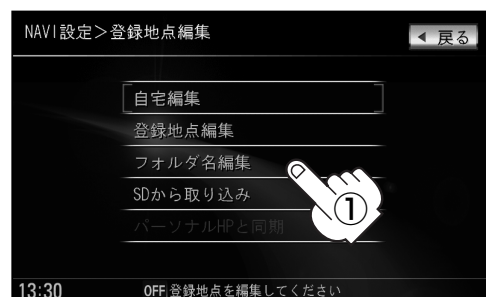 NAVI設定＞登録地点編集
◀ 戻る
自宅編集
登録地点編集
フォルダ名編集
SDから取り込み
パーソナルHPと同期
①
13:30 OFF 登録地点を編集してください